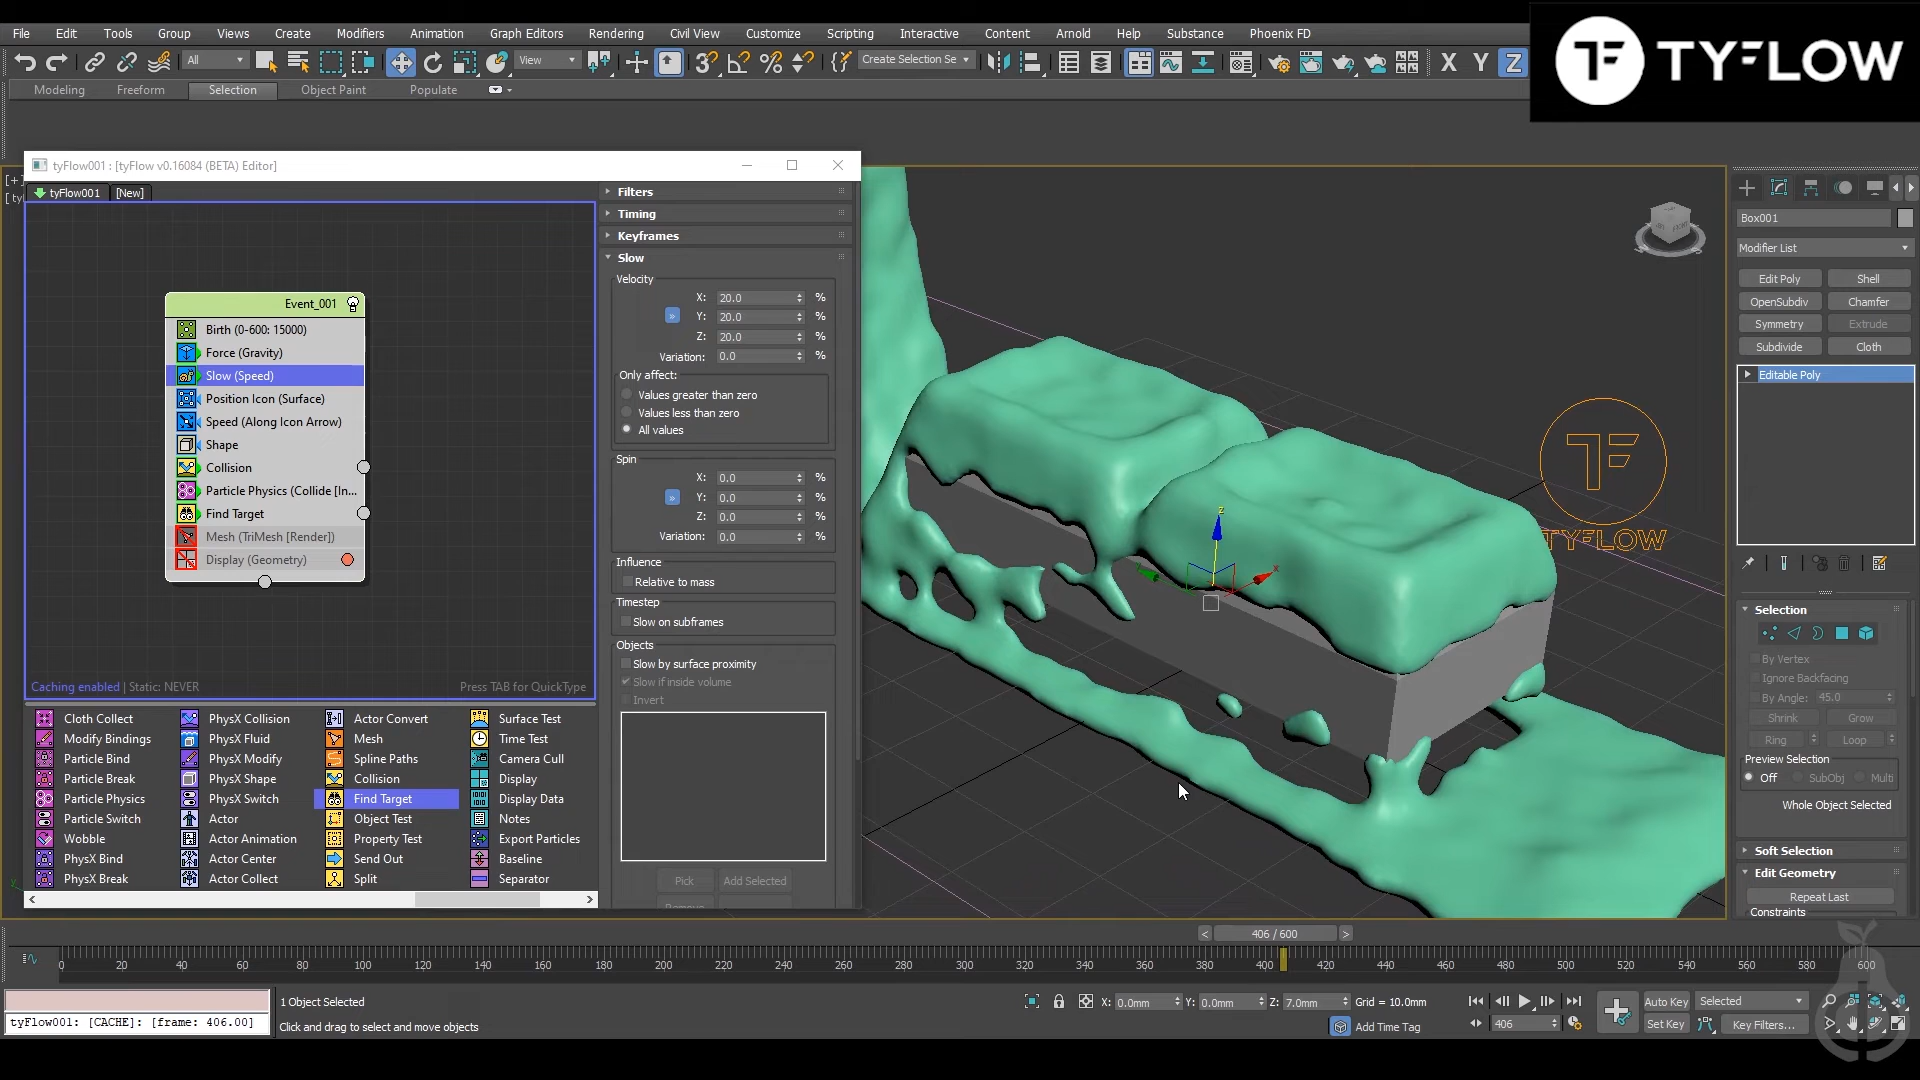 File Edit Tools Group Views Create Modifiers Animation Graph Editors Rendering Civil View Customize Scripting Interactive Content Arnold Help Substance Phoenix FD
TYFLOW
All View Create Selection Se X Y Z
Modeling Freeform Selection Object Paint Populate
tyFlow001 : [tyFlow v0.16084 (BETA) Editor]
[+]
[ ty
tyFlow001 [New]
Event_001
Birth (0-600: 15000)
Force (Gravity)
Slow (Speed)
Position Icon (Surface)
Speed (Along Icon Arrow)
Shape
Collision
Particle Physics (Collide [In...
Find Target
Mesh (TriMesh [Render])
Display (Geometry)
Caching enabled | Static: NEVER
Press TAB for QuickType
Cloth Collect PhysX Collision Actor Convert Surface Test
Modify Bindings PhysX Fluid Mesh Time Test
Particle Bind PhysX Modify Spline Paths Camera Cull
Particle Break PhysX Shape Collision Display
Particle Physics PhysX Switch Find Target Display Data
Particle Switch Actor Object Test Notes
Wobble Actor Animation Property Test Export Particles
PhysX Bind Actor Center Send Out Baseline
PhysX Break Actor Collect Split Separator
Filters
Timing
Keyframes
Slow
Velocity
X: 20.0 %
Y: 20.0 %
Z: 20.0 %
Variation: 0.0 %
Only affect:
Values greater than zero
Values less than zero
All values
Spin
X: 0.0 %
Y: 0.0 %
Z: 0.0 %
Variation: 0.0 %
Influence
Relative to mass
Timestep
Slow on subframes
Objects
Slow by surface proximity
Slow if inside volume
Invert
Pick Add Selected
z
x
TYFLOW
Box001
Modifier List
Edit Poly Shell
OpenSubdiv Chamfer
Symmetry Extrude
Subdivide Cloth
Editable Poly
Selection
By Vertex
Ignore Backfacing
By Angle: 45.0
Shrink Grow
Ring Loop
Preview Selection
Off SubObj Multi
Whole Object Selected
Soft Selection
Edit Geometry
Repeat Last
Constraints
< 406 / 600 >
0 20 40 60 80 100 120 140 160 180 200 220 240 260 280 300 320 340 360 380 400 420 440 460 480 500 520 540 560 580 600
1 Object Selected
tyFlow001: [CACHE]: [frame: 406.00]
Click and drag to select and move objects
X: 0.0mm Y: 0.0mm Z: 7.0mm Grid = 10.0mm
Add Time Tag
406
Auto Key Selected
Set Key Key Filters...